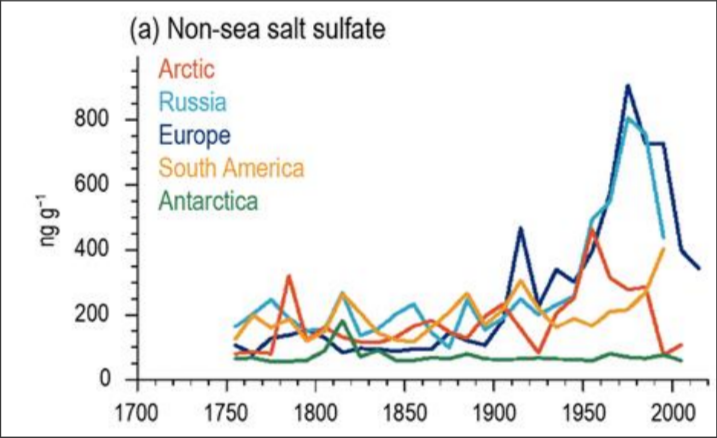 (a) Non-sea salt sulfate
Arctic
Russia
Europe
South America
Antarctica
800
600
400
200
0
ng g⁻¹
1700 1750 1800 1850 1900 1950 2000